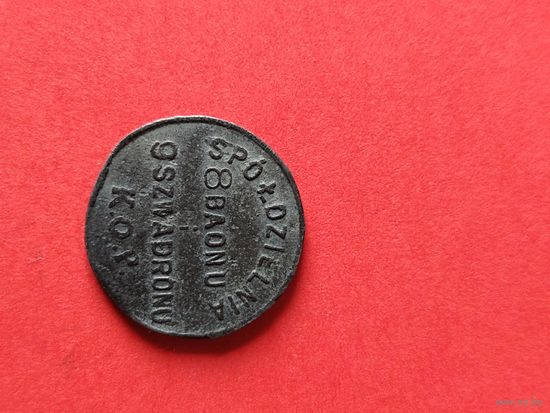 SPÓŁDZIELNIA
8 BAONU
i
9 SZWADRONU
K.O.P.